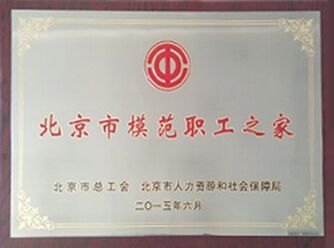 北京市模范职工之家
北京市总工会 北京市人力资源和社会保障局
二〇一五年六月